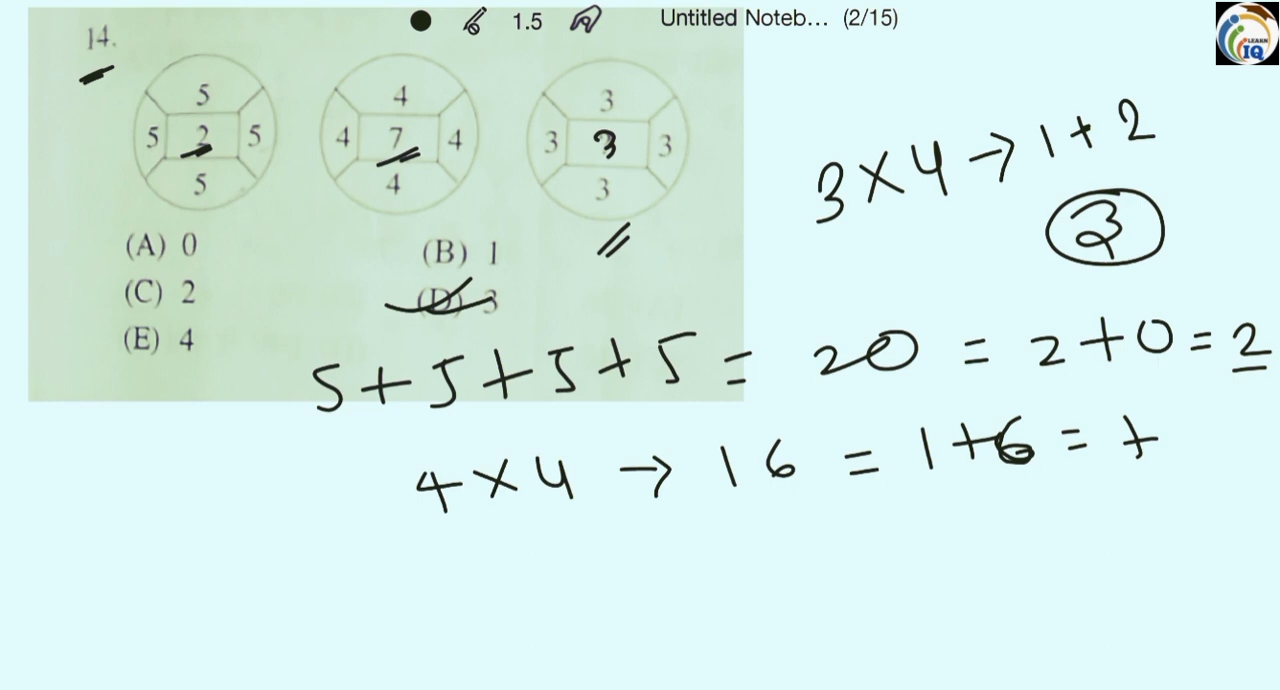 1.5 Untitled Noteb... (2/15)
LEARN
IQ
14.
5 4 3
5 2 5 4 7 4 3 3 3
5 4 3
(A) 0 (B) 1
(C) 2 (D) 3
(E) 4
3 × 4 → 1 + 2
3
5 + 5 + 5 + 5 = 20 = 2 + 0 = 2
4 × 4 → 16 = 1 + 6 = 7